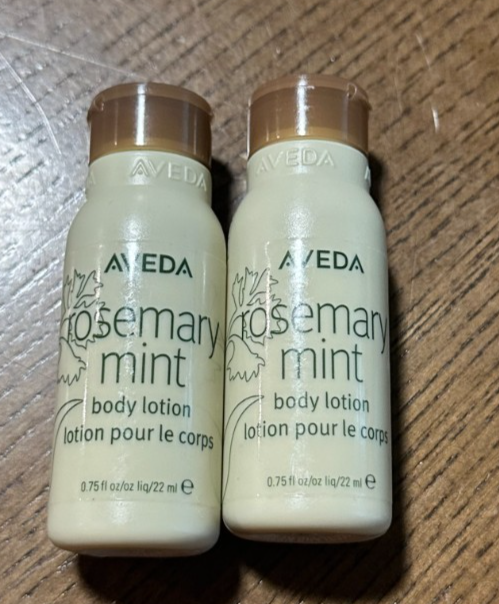 AVEDA
AVEDA
rosemary
mint
body lotion
lotion pour le corps
0.75 fl oz/oz liq/22 ml e
AVEDA
AVEDA
rosemary
mint
body lotion
lotion pour le corps
0.75 fl oz/oz liq/22 ml e